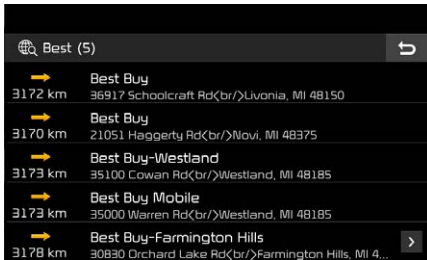 Best (5)
Best Buy
3172 km 36917 Schoolcraft Rd<br/>Livonia, MI 48150
Best Buy
3170 km 21051 Haggerty Rd<br/>Novi, MI 48375
Best Buy-Westland
3173 km 35100 Cowan Rd<br/>Westland, MI 48185
Best Buy Mobile
3173 km 35000 Warren Rd<br/>Westland, MI 48185
Best Buy-Farmington Hills
3178 km 30830 Orchard Lake Rd<br/>Farmington Hills, MI 4...